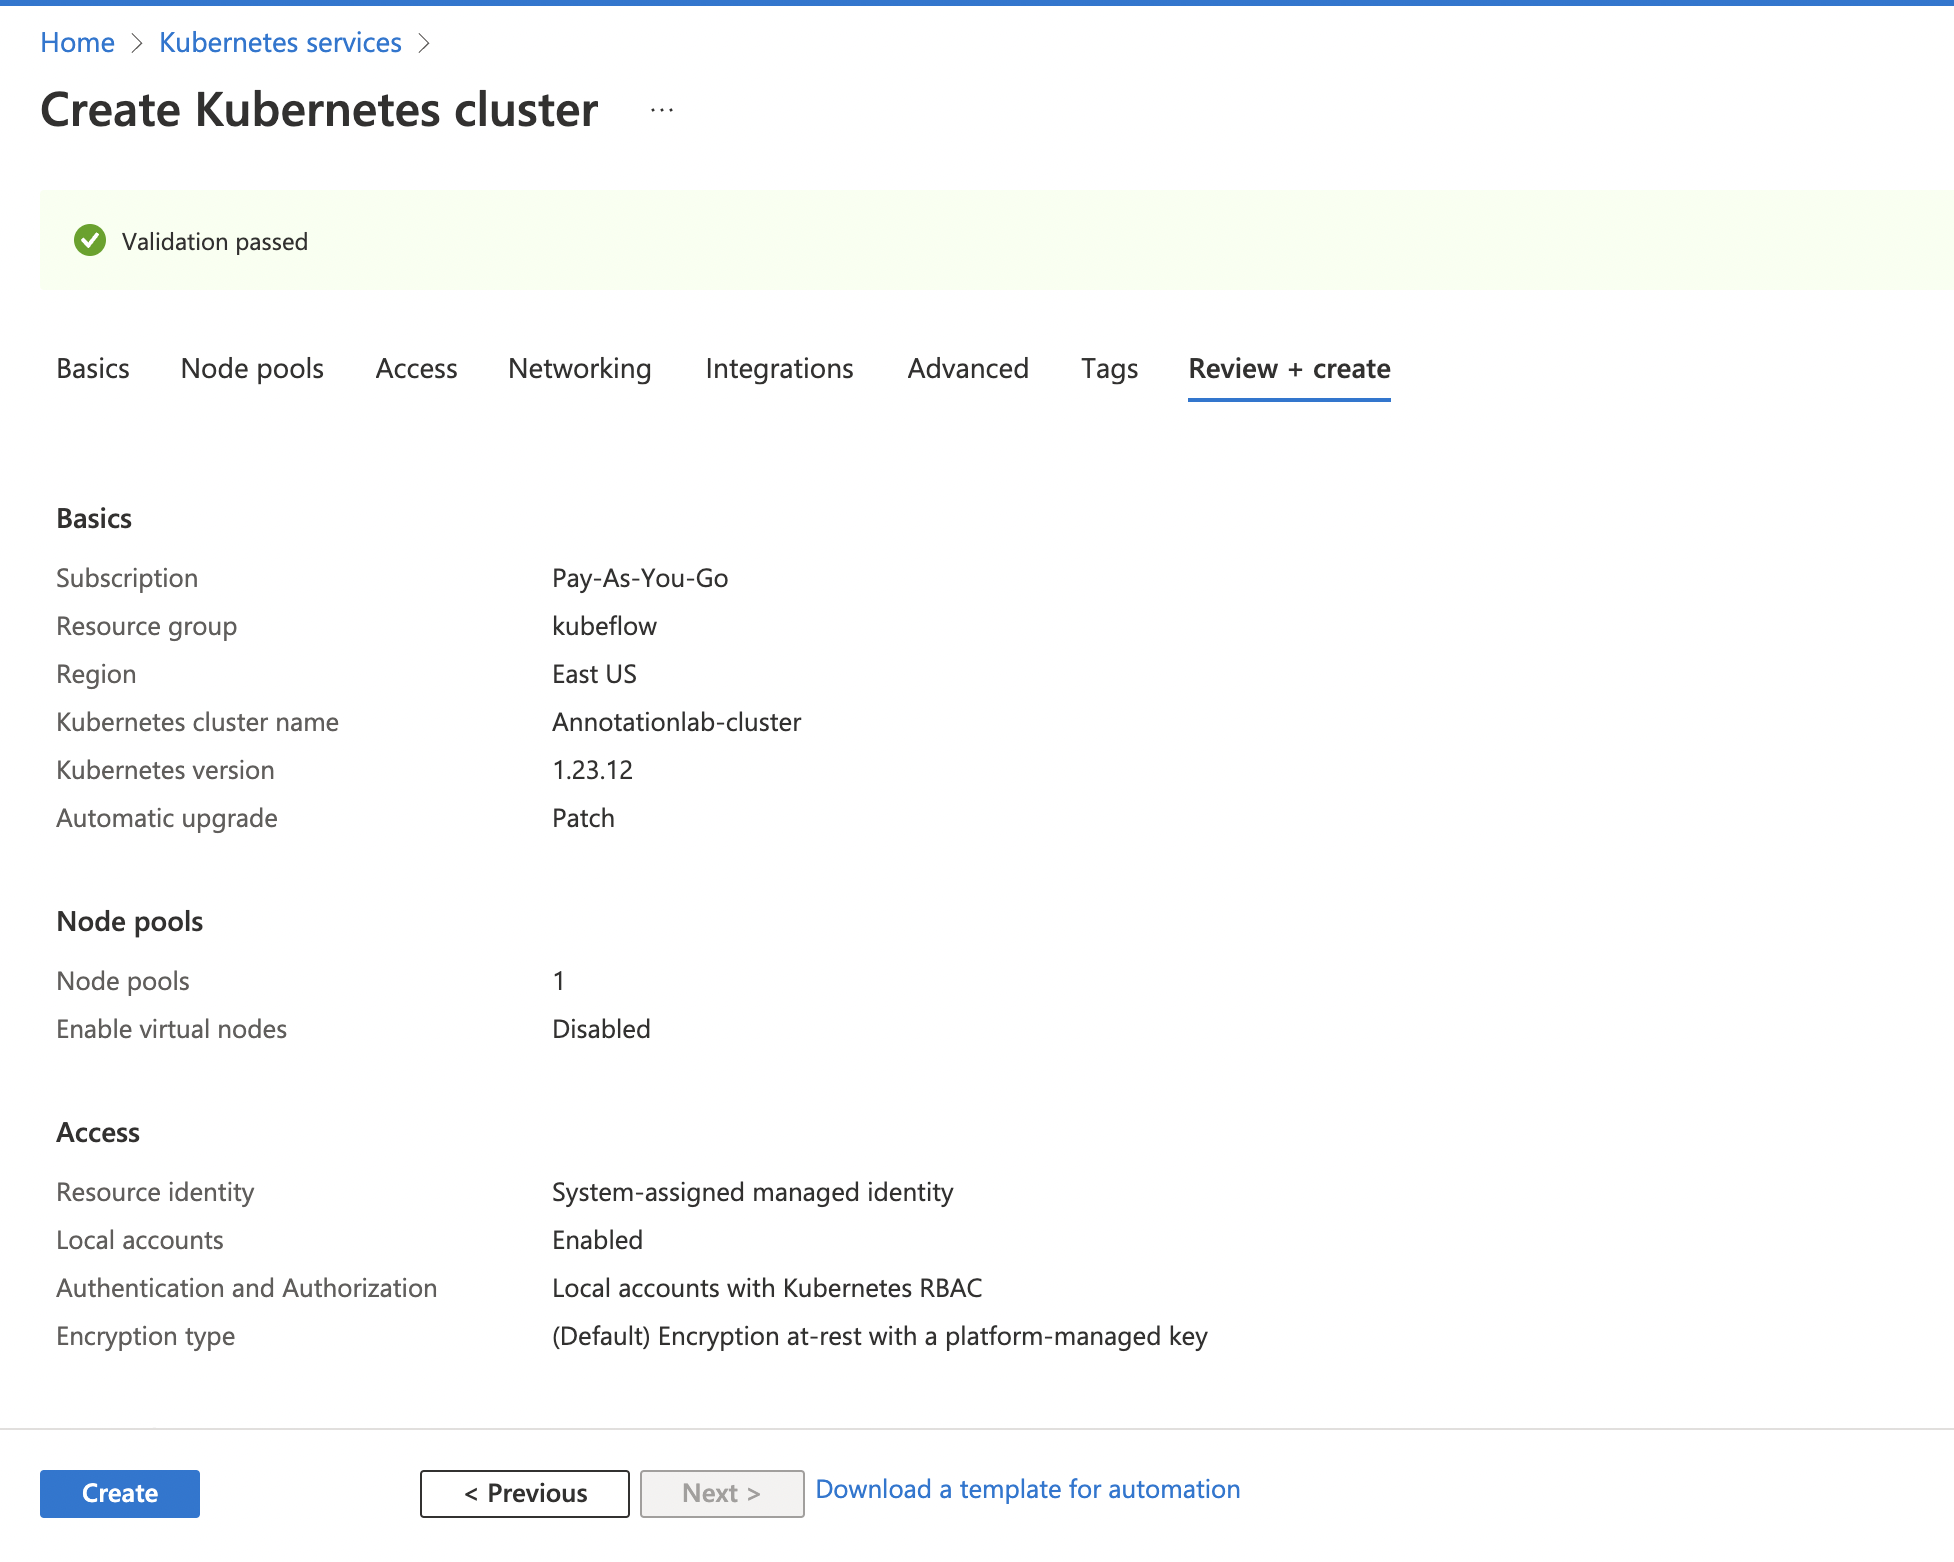 Home > Kubernetes services >
Create Kubernetes cluster ...
Validation passed
Basics Node pools Access Networking Integrations Advanced Tags Review + create
Basics
Subscription Pay-As-You-Go
Resource group kubeflow
Region East US
Kubernetes cluster name Annotationlab-cluster
Kubernetes version 1.23.12
Automatic upgrade Patch
Node pools
Node pools 1
Enable virtual nodes Disabled
Access
Resource identity System-assigned managed identity
Local accounts Enabled
Authentication and Authorization Local accounts with Kubernetes RBAC
Encryption type (Default) Encryption at-rest with a platform-managed key
Create < Previous Next > Download a template for automation